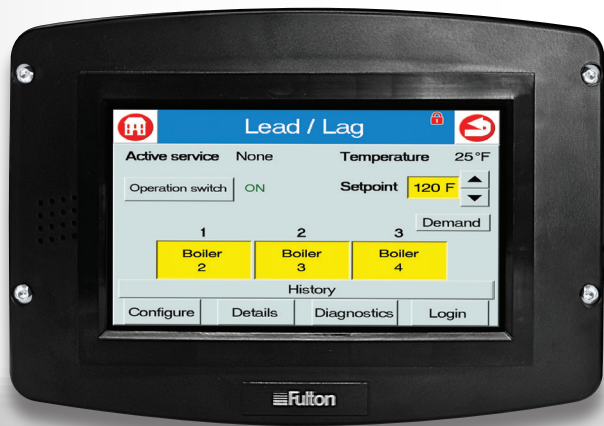 Lead / Lag
Active service None Temperature 25°F
Operation switch ON Setpoint 120 F
Demand
1 2 3
Boiler Boiler Boiler
2 3 4
History
Configure Details Diagnostics Login
Fulton